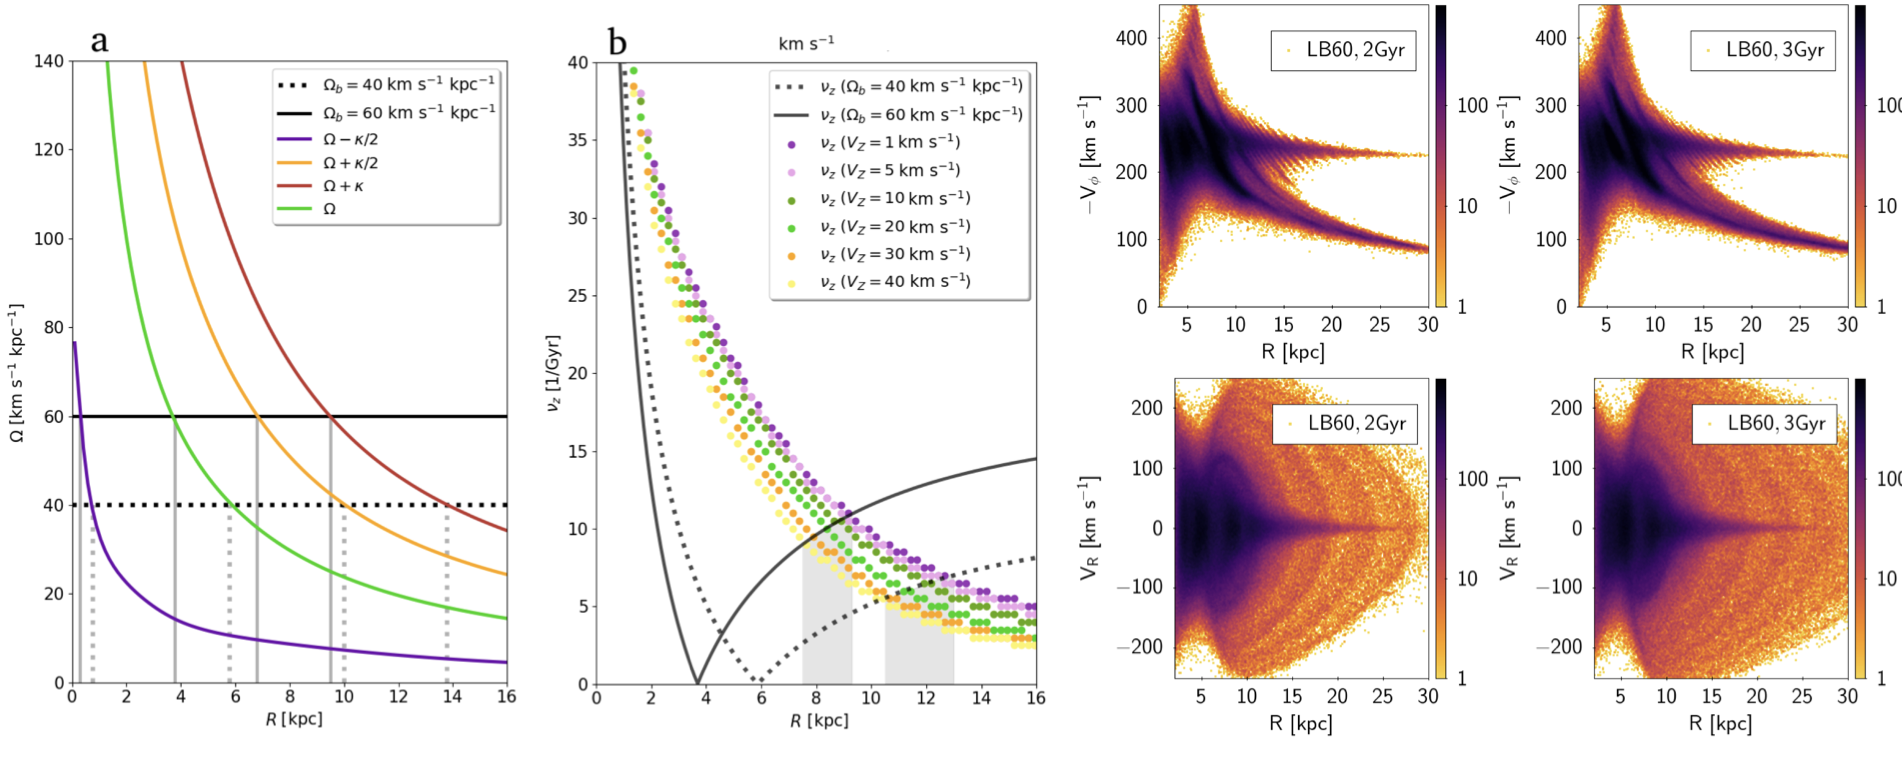 a
140
120
100
80
60
40
20
0
Ω [km s⁻¹ kpc⁻¹]
Ω_b = 40 km s⁻¹ kpc⁻¹
Ω_b = 60 km s⁻¹ kpc⁻¹
Ω − κ/2
Ω + κ/2
Ω + κ
Ω
0 2 4 6 8 10 12 14 16
R [kpc]
b
km s⁻¹
40
35
30
25
20
15
10
5
0
ν_z [1/Gyr]
ν_z (Ω_b = 40 km s⁻¹ kpc⁻¹)
ν_z (Ω_b = 60 km s⁻¹ kpc⁻¹)
ν_z (V_Z = 1 km s⁻¹)
ν_z (V_Z = 5 km s⁻¹)
ν_z (V_Z = 10 km s⁻¹)
ν_z (V_Z = 20 km s⁻¹)
ν_z (V_Z = 30 km s⁻¹)
ν_z (V_Z = 40 km s⁻¹)
0 2 4 6 8 10 12 14 16
R [kpc]
LB60, 2Gyr
400
300
200
100
0
−V_ϕ [km s⁻¹]
5 10 15 20 25 30
R [kpc]
100
10
1
LB60, 3Gyr
400
300
200
100
0
−V_ϕ [km s⁻¹]
5 10 15 20 25 30
R [kpc]
100
10
1
LB60, 2Gyr
200
100
0
−100
−200
V_R [km s⁻¹]
5 10 15 20 25 30
R [kpc]
100
10
1
LB60, 3Gyr
200
100
0
−100
−200
V_R [km s⁻¹]
5 10 15 20 25 30
R [kpc]
100
10
1